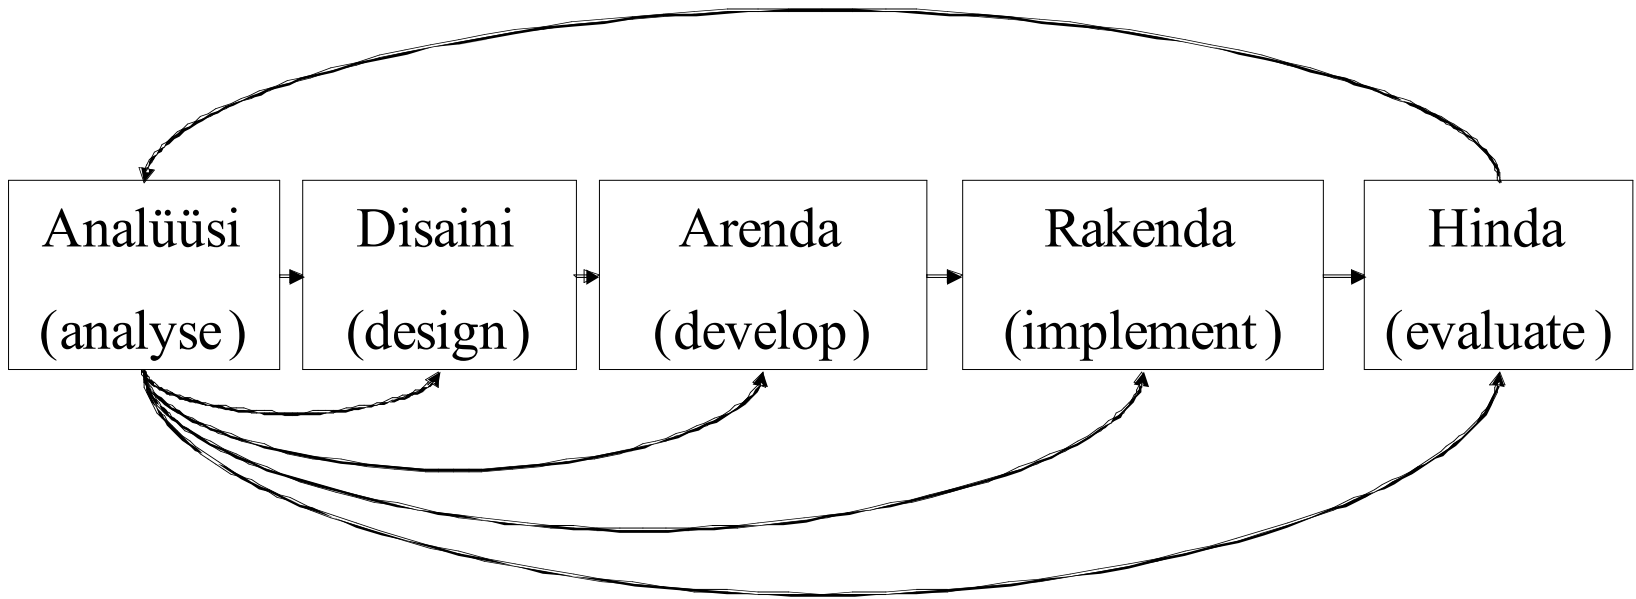 Analüüsi
(analyse)
Disaini
(design)
Arenda
(develop)
Rakenda
(implement)
Hinda
(evaluate)